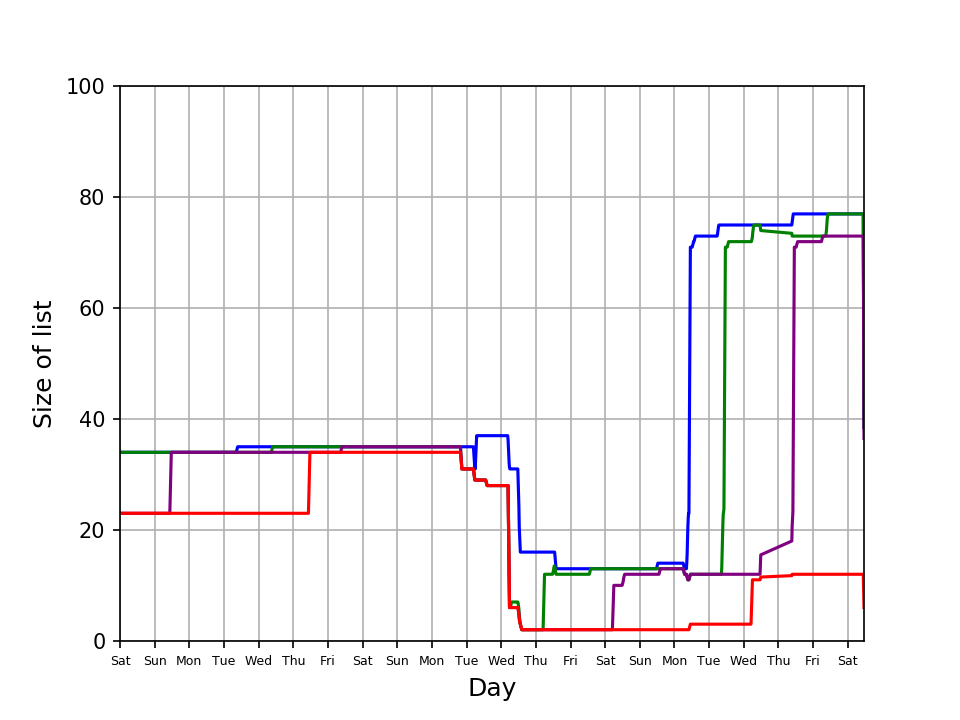 100
80
60
40
20
0
Size of list
Sat Sun Mon Tue Wed Thu Fri Sat Sun Mon Tue Wed Thu Fri Sat Sun Mon Tue Wed Thu Fri Sat
Day